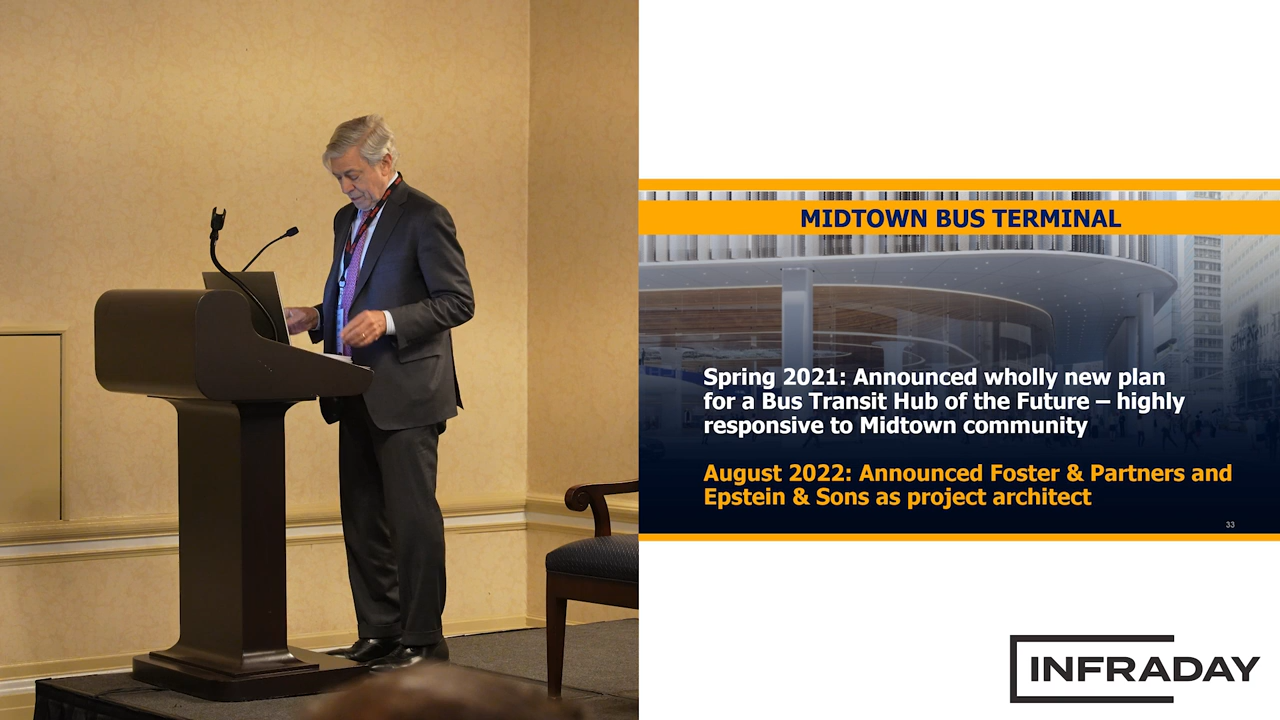 MIDTOWN BUS TERMINAL
Spring 2021: Announced wholly new plan
for a Bus Transit Hub of the Future – highly
responsive to Midtown community
August 2022: Announced Foster & Partners and
Epstein & Sons as project architect
33
INFRADAY